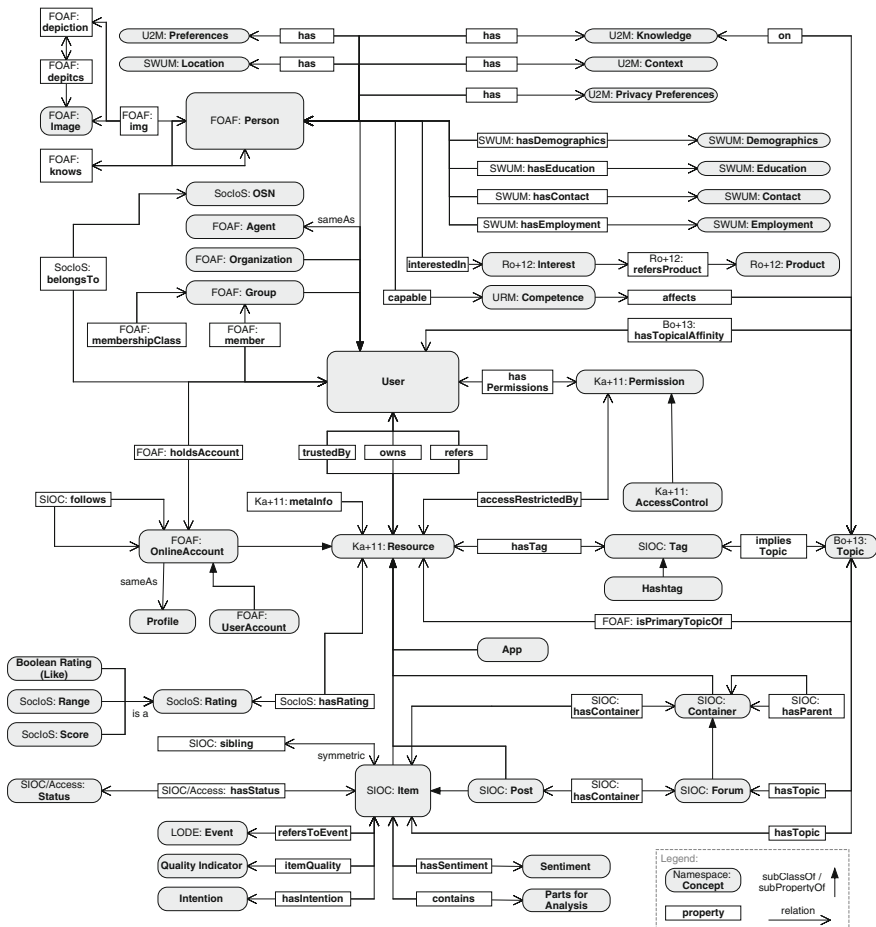 FOAF:
depiction
U2M: Preferences
has
has
U2M: Knowledge
on
SWUM: Location
has
has
U2M: Context
FOAF:
depitcs
has
U2M: Privacy Preferences
FOAF:
Image
FOAF:
img
FOAF: Person
FOAF:
knows
SWUM: hasDemographics
SWUM: Demographics
SWUM: hasEducation
SWUM: Education
SWUM: hasContact
SWUM: Contact
SWUM: hasEmployment
SWUM: Employment
SocIoS: OSN
FOAF: Agent
sameAs
FOAF: Organization
SocIoS:
belongsTo
interestedIn
Ro+12: Interest
Ro+12:
refersProduct
Ro+12: Product
FOAF: Group
capable
URM: Competence
affects
FOAF:
membershipClass
FOAF:
member
Bo+13:
hasTopicalAffinity
User
has
Permissions
Ka+11: Permission
FOAF: holdsAccount
trustedBy
owns
refers
SIOC: follows
Ka+11: metaInfo
accessRestrictedBy
Ka+11:
AccessControl
FOAF:
OnlineAccount
Ka+11: Resource
hasTag
SIOC: Tag
implies
Topic
Bo+13:
Topic
sameAs
Hashtag
Profile
FOAF:
UserAccount
FOAF: isPrimaryTopicOf
App
Boolean Rating
(Like)
SocIoS: Range
is a
SocIoS: Rating
SocIoS: hasRating
SIOC:
hasContainer
SIOC:
Container
SIOC:
hasParent
SocIoS: Score
SIOC: sibling
symmetric
SIOC/Access:
Status
SIOC/Access: hasStatus
SIOC: Item
SIOC: Post
SIOC:
hasContainer
SIOC: Forum
hasTopic
LODE: Event
refersToEvent
hasTopic
Quality Indicator
itemQuality
hasSentiment
Sentiment
Intention
hasIntention
contains
Parts for
Analysis
Legend:
Namespace:
Concept
subClassOf /
subPropertyOf
property
relation